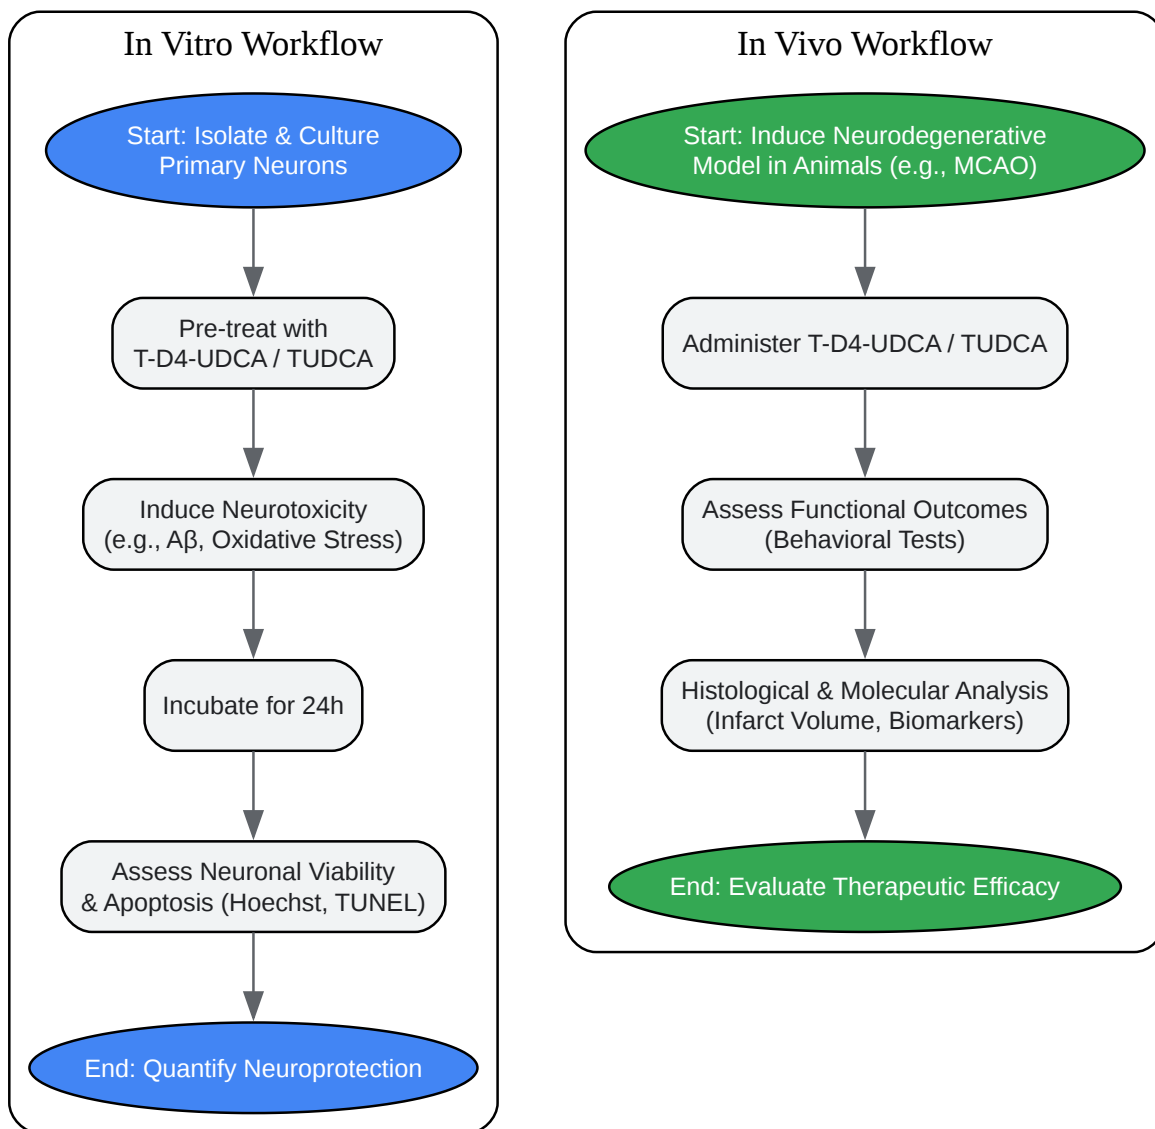 In Vitro Workflow
Start: Isolate & Culture
Primary Neurons
Pre-treat with
T-D4-UDCA / TUDCA
Induce Neurotoxicity
(e.g., Aβ, Oxidative Stress)
Incubate for 24h
Assess Neuronal Viability
& Apoptosis (Hoechst, TUNEL)
End: Quantify Neuroprotection
In Vivo Workflow
Start: Induce Neurodegenerative
Model in Animals (e.g., MCAO)
Administer T-D4-UDCA / TUDCA
Assess Functional Outcomes
(Behavioral Tests)
Histological & Molecular Analysis
(Infarct Volume, Biomarkers)
End: Evaluate Therapeutic Efficacy